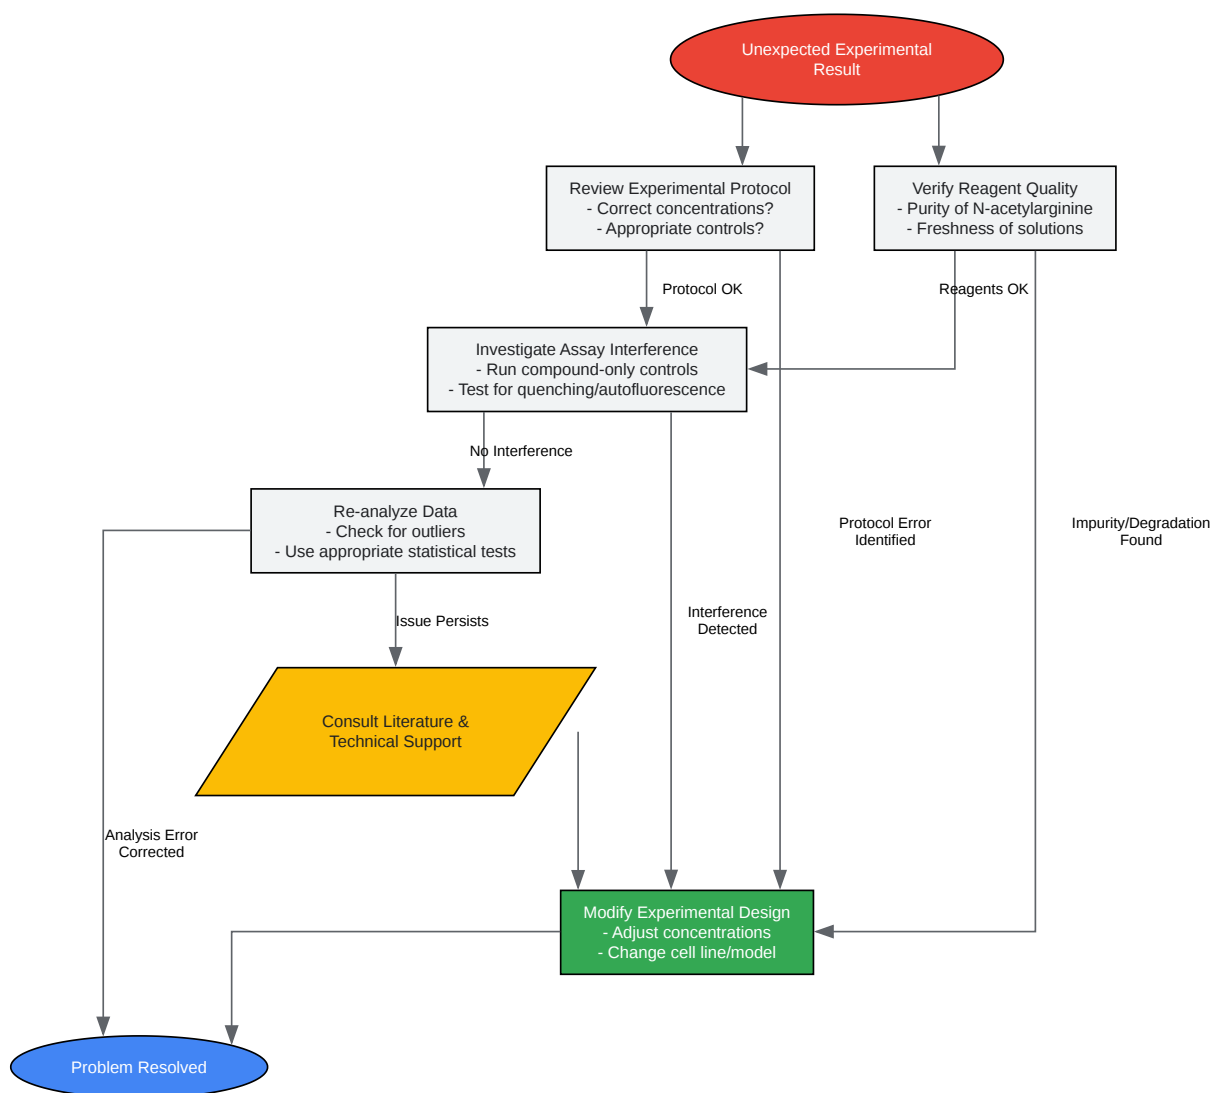 Unexpected Experimental
Result
Review Experimental Protocol
- Correct concentrations?
- Appropriate controls?
Verify Reagent Quality
- Purity of N-acetylarginine
- Freshness of solutions
Protocol OK
Reagents OK
Investigate Assay Interference
- Run compound-only controls
- Test for quenching/autofluorescence
No Interference
Re-analyze Data
- Check for outliers
- Use appropriate statistical tests
Protocol Error
Identified
Impurity/Degradation
Found
Interference
Detected
Issue Persists
Consult Literature &
Technical Support
Analysis Error
Corrected
Modify Experimental Design
- Adjust concentrations
- Change cell line/model
Problem Resolved